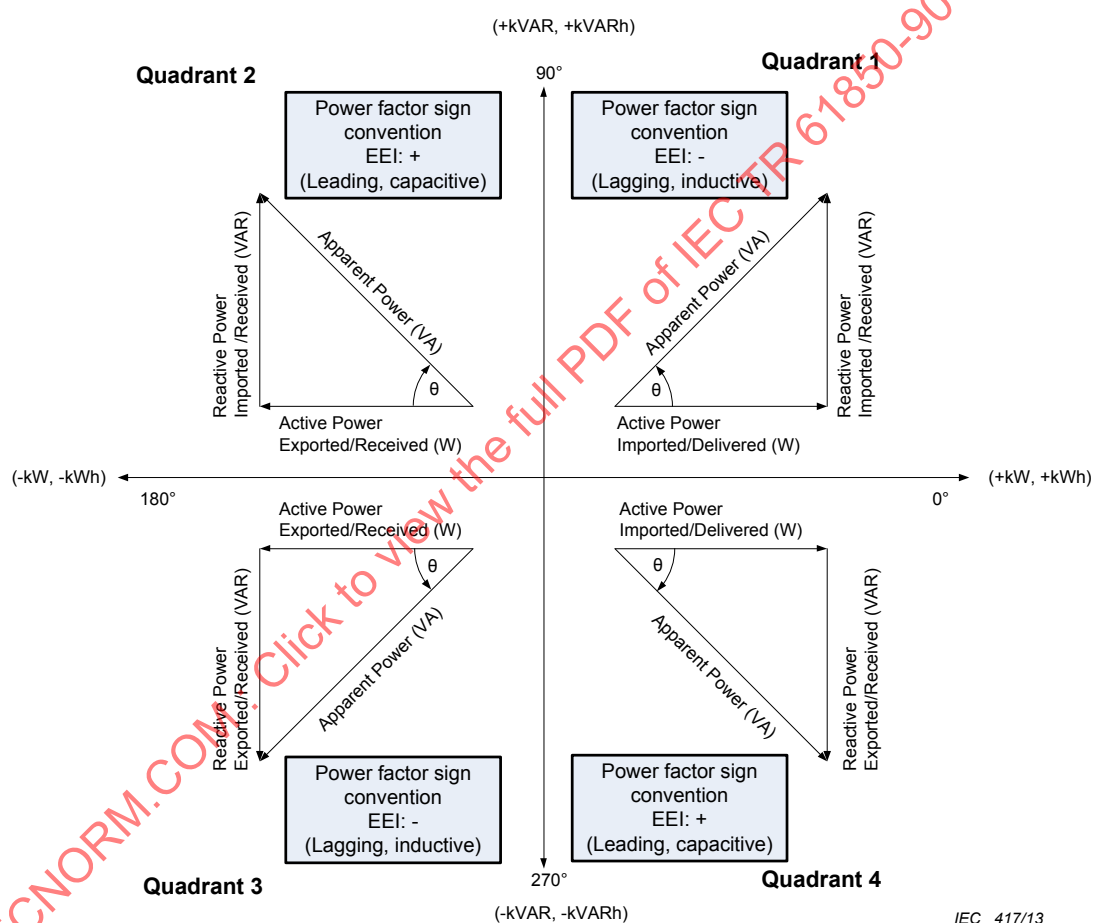 (+kVAR, +kVARh)
Quadrant 2
90°
Quadrant 1
Power factor sign
convention
EEI: +
(Leading, capacitive)
Power factor sign
convention
EEI: -
(Lagging, inductive)
Reactive Power
Imported /Received (VAR)
Apparent Power (VA)
θ
Active Power
Exported/Received (W)
Apparent Power (VA)
θ
Active Power
Imported/Delivered (W)
Reactive Power
Imported /Received (VAR)
(-kW, -kWh)
180°
0°
(+kW, +kWh)
Active Power
Exported/Received (W)
θ
Apparent Power (VA)
Reactive Power
Exported/Received (VAR)
Active Power
Imported/Delivered (W)
θ
Apparent Power (VA)
Reactive Power
Exported/Received (VAR)
Power factor sign
convention
EEI: -
(Lagging, inductive)
Power factor sign
convention
EEI: +
(Leading, capacitive)
Quadrant 3
270°
Quadrant 4
(-kVAR, -kVARh)
IEC 417/13
ECNORM.COM: Click to view the full PDF of IEC TR 61850-90